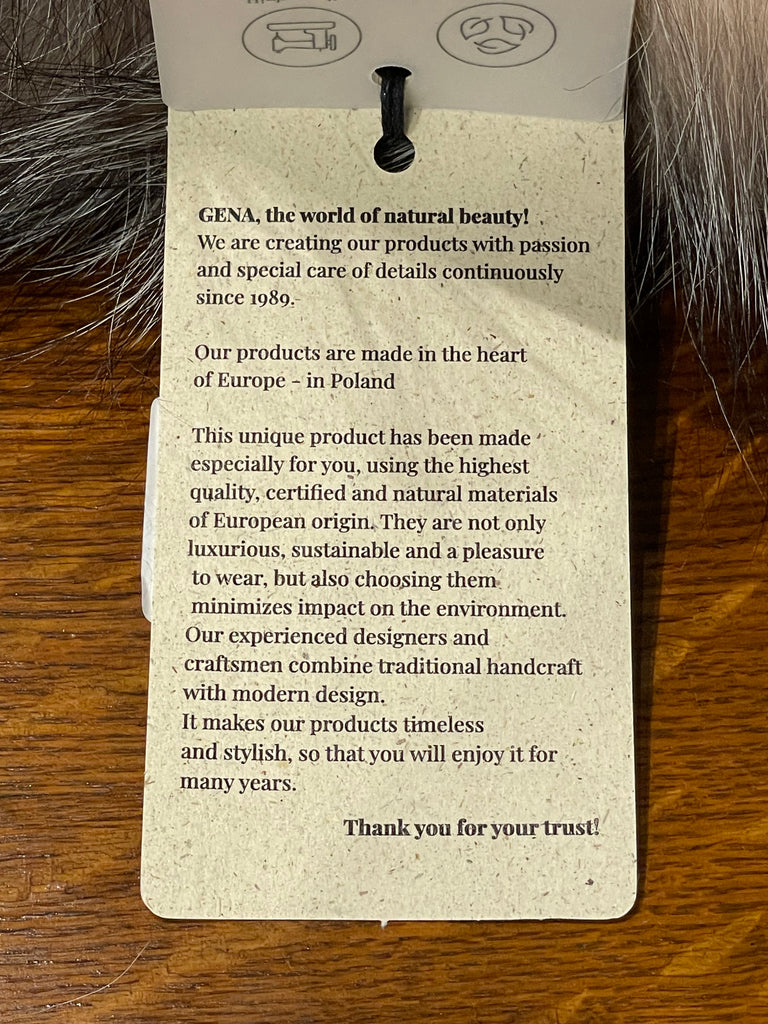 GENA, the world of natural beauty!
We are creating our products with passion
and special care of details continuously
since 1989.
Our products are made in the heart
of Europe - in Poland
This unique product has been made
especially for you, using the highest
quality, certified and natural materials
of European origin. They are not only
luxurious, sustainable and a pleasure
to wear, but also choosing them
minimizes impact on the environment.
Our experienced designers and
craftsmen combine traditional handcraft
with modern design.
It makes our products timeless
and stylish, so that you will enjoy it for
many years.
Thank you for your trust!